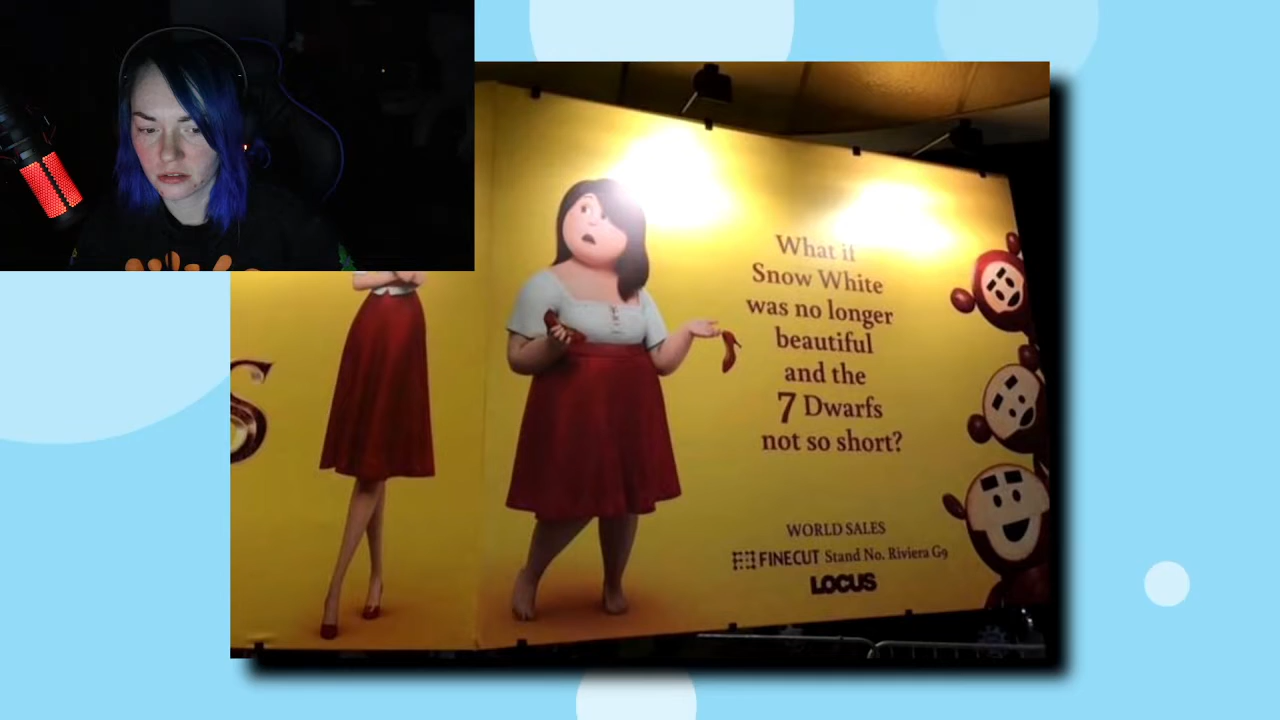 S
What if
Snow White
was no longer
beautiful
and the
7 Dwarfs
not so short?
WORLD SALES
FINECUT Stand No. Riviera G9
LOCUS